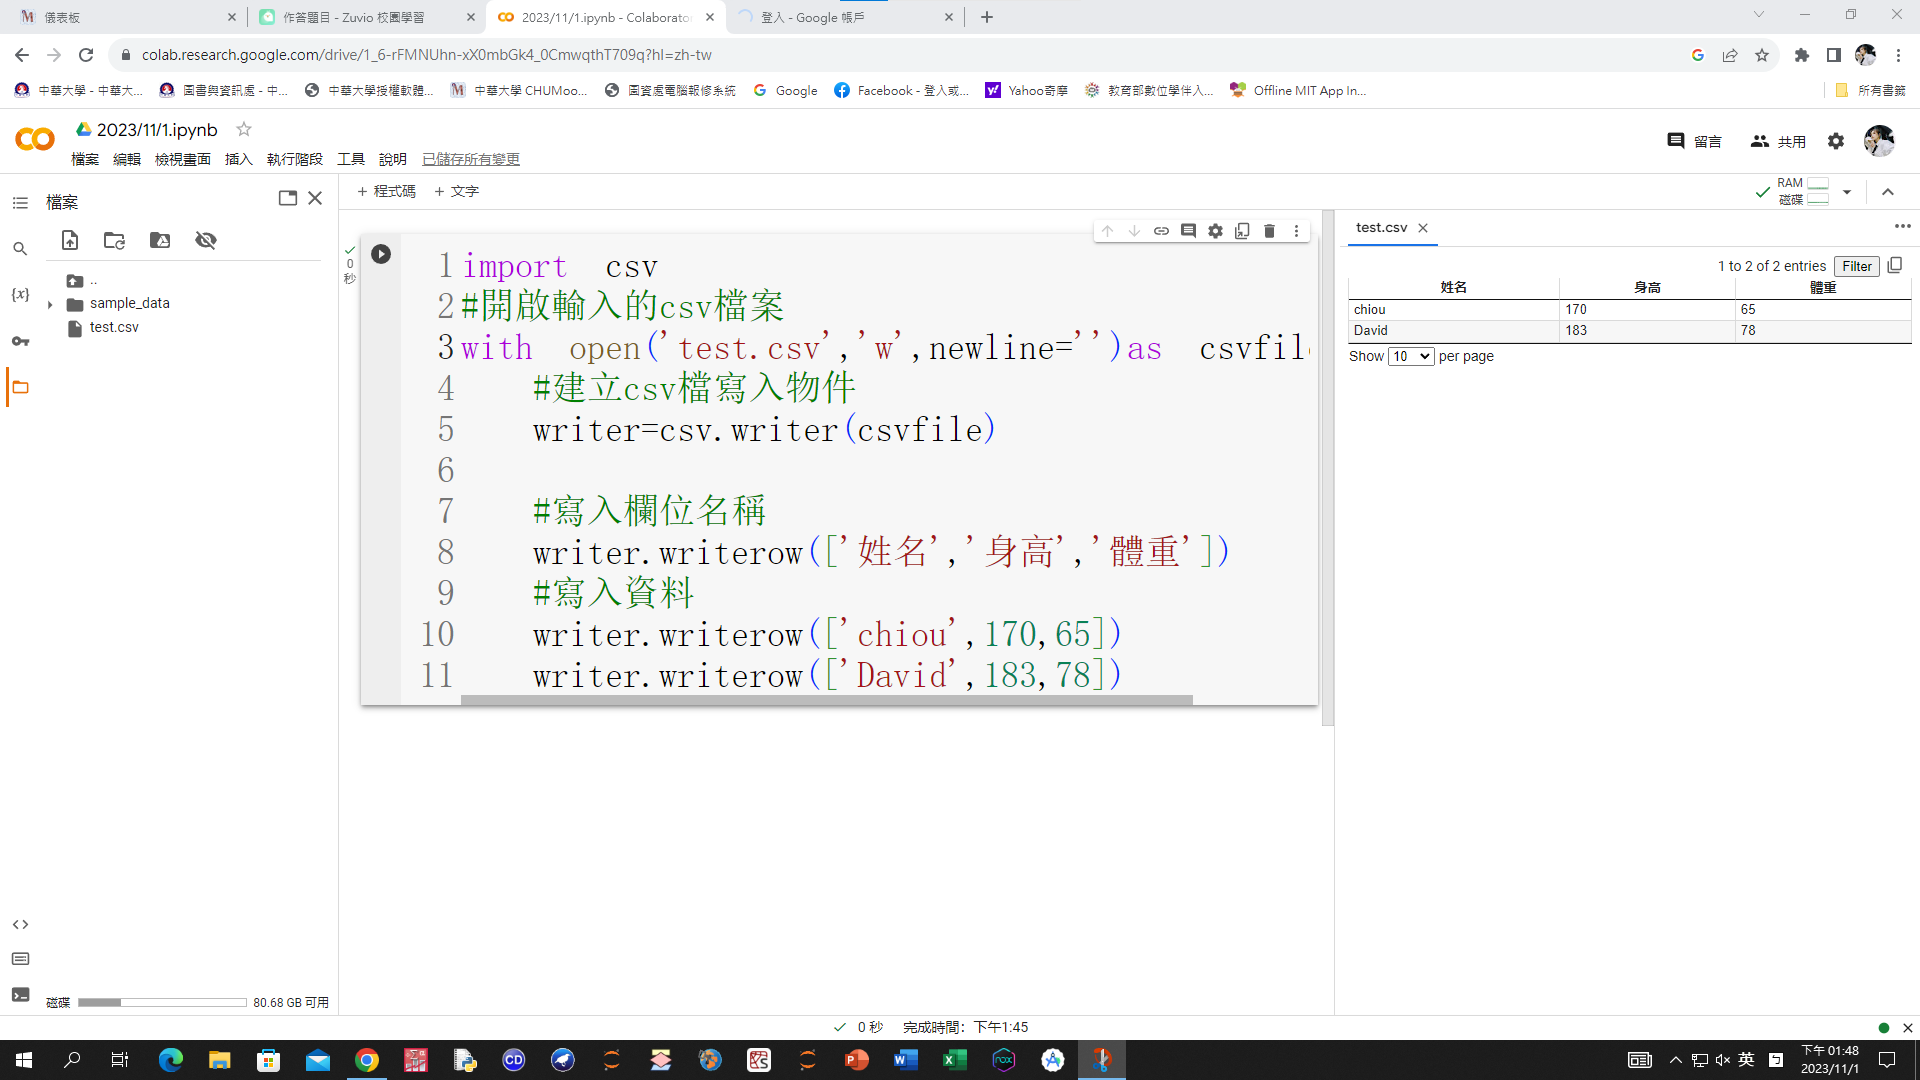 儀表板
作答題目 - Zuvio 校園學習
2023/11/1.ipynb - Colaborator
登入 - Google 帳戶
colab.research.google.com/drive/1_6-rFMNUhn-xX0mbGk4_0CmwqthT709q?hl=zh-tw
中華大學 - 中華大...
圖書與資訊處 - 中...
中華大學授權軟體...
中華大學 CHUMoo...
圖資處電腦報修系統
Google
Facebook - 登入或...
Yahoo奇摩
教育部數位學伴入...
Offline MIT App In...
所有書籤
2023/11/1.ipynb
檔案 編輯 檢視畫面 插入 執行階段 工具 說明 已儲存所有變更
留言
共用
檔案
+ 程式碼 + 文字
RAM
磁碟
..
sample_data
test.csv
0
秒
1 import csv
2 #開啟輸入的csv檔案
3 with open('test.csv','w',newline='')as csvfil
4 #建立csv檔寫入物件
5 writer=csv.writer(csvfile)
6
7 #寫入欄位名稱
8 writer.writerow(['姓名','身高','體重'])
9 #寫入資料
10 writer.writerow(['chiou',170,65])
11 writer.writerow(['David',183,78])
test.csv
1 to 2 of 2 entries Filter
姓名 身高 體重
chiou 170 65
David 183 78
Show 10 per page
磁碟 80.68 GB 可用
0 秒 完成時間：下午1:45
英
下午 01:48
2023/11/1